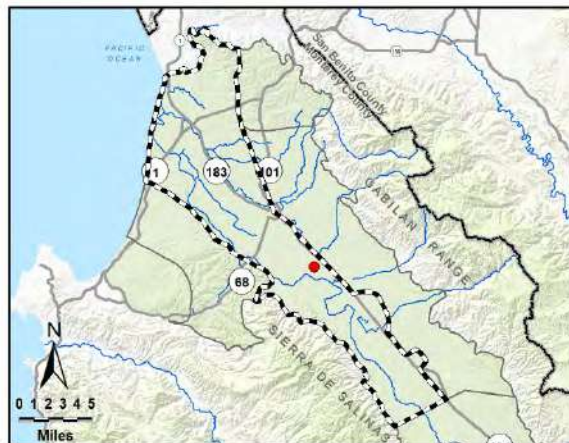 PACIFIC
OCEAN
1
San Benito County
Monterey County
1
183
101
GABILAN RANGE
68
SIERRA DE SALINAS
N
0 1 2 3 4 5
Miles